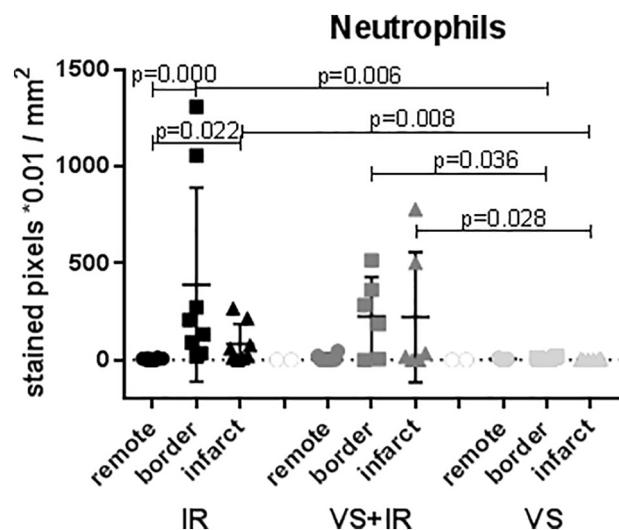 Neutrophils
stained pixels *0.01 / mm²
1500
1000
500
0
p=0.000
p=0.006
p=0.022
p=0.008
p=0.036
p=0.028
remote
border
infarct
remote
border
infarct
remote
border
infarct
IR
VS+IR
VS